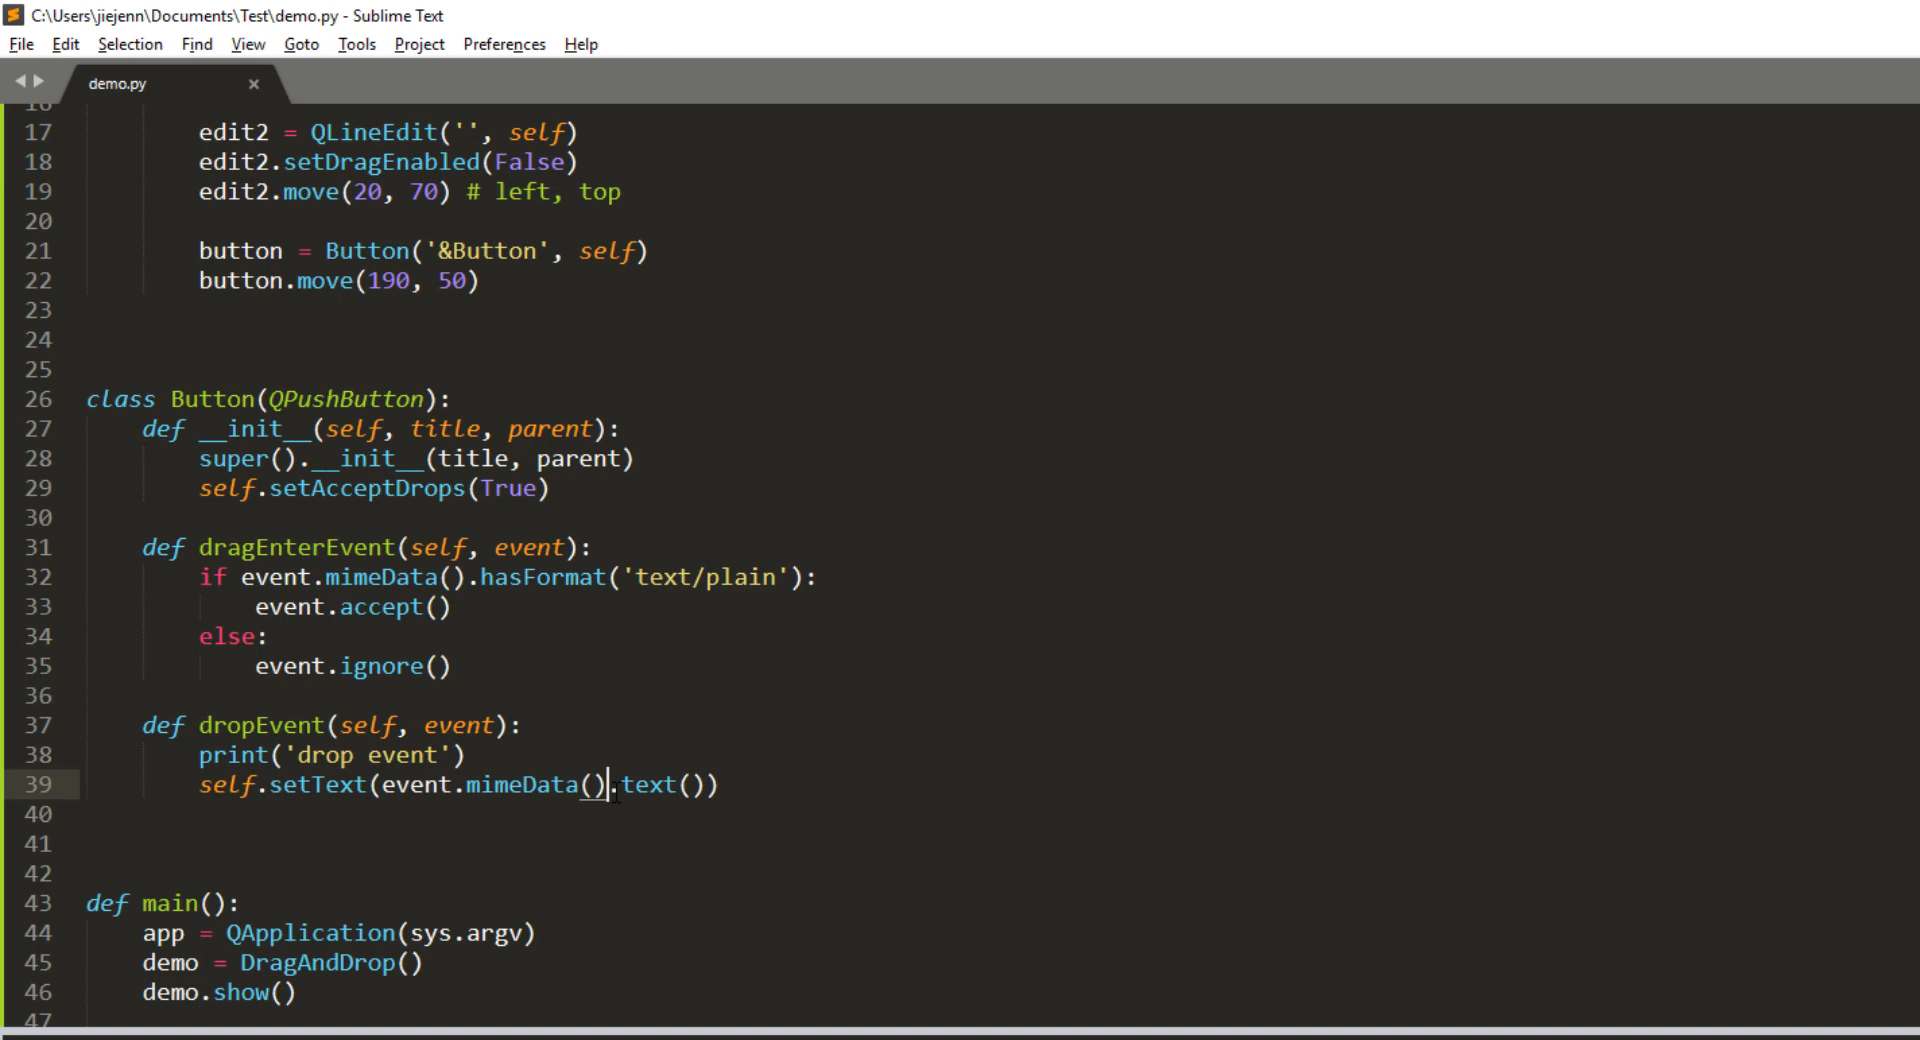 C:\Users\jiejenn\Documents\Test\demo.py - Sublime Text
File Edit Selection Find View Goto Tools Project Preferences Help
demo.py ×
16
17 edit2 = QLineEdit('', self)
18 edit2.setDragEnabled(False)
19 edit2.move(20, 70) # left, top
20
21 button = Button('&Button', self)
22 button.move(190, 50)
23
24
25
26 class Button(QPushButton):
27 def __init__(self, title, parent):
28 super().__init__(title, parent)
29 self.setAcceptDrops(True)
30
31 def dragEnterEvent(self, event):
32 if event.mimeData().hasFormat('text/plain'):
33 event.accept()
34 else:
35 event.ignore()
36
37 def dropEvent(self, event):
38 print('drop event')
39 self.setText(event.mimeData().text())
40
41
42
43 def main():
44 app = QApplication(sys.argv)
45 demo = DragAndDrop()
46 demo.show()
47